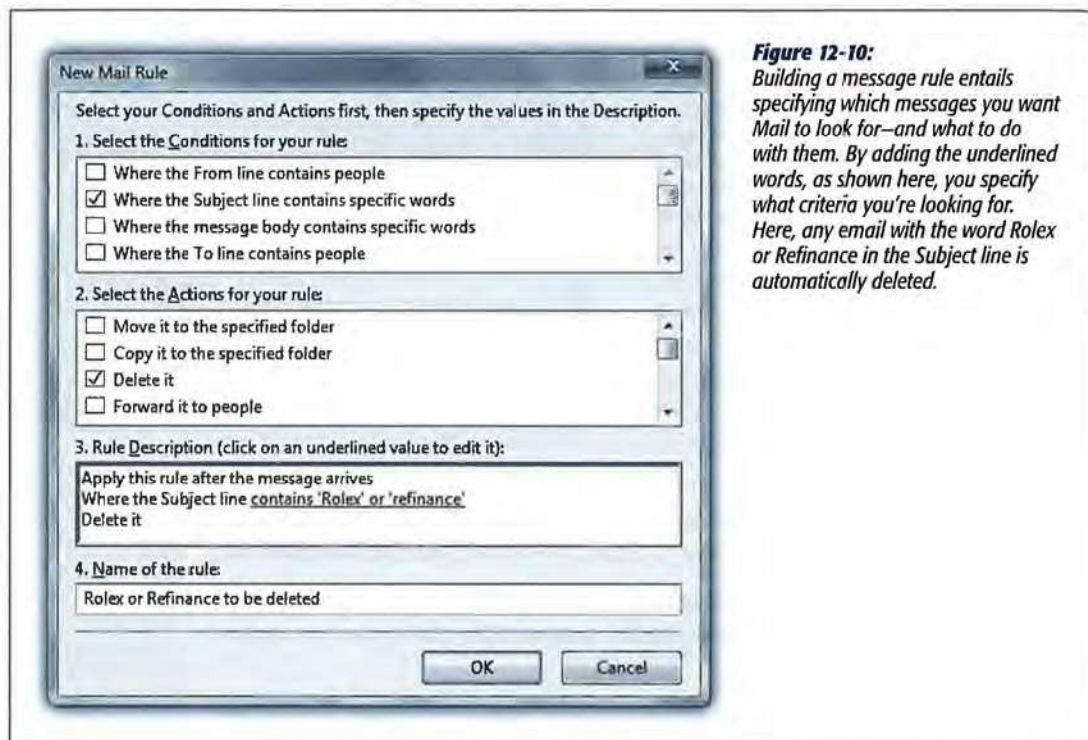 New Mail Rule
Select your Conditions and Actions first, then specify the values in the Description.
1. Select the Conditions for your rule:
Where the From line contains people
Where the Subject line contains specific words
Where the message body contains specific words
Where the To line contains people
2. Select the Actions for your rule:
Move it to the specified folder
Copy it to the specified folder
Delete it
Forward it to people
3. Rule Description (click on an underlined value to edit it):
Apply this rule after the message arrives
Where the Subject line contains 'Rolex' or 'refinance'
Delete it
4. Name of the rule:
Rolex or Refinance to be deleted
OK
Cancel
Figure 12-10:
Building a message rule entails
specifying which messages you want
Mail to look for—and what to do
with them. By adding the underlined
words, as shown here, you specify
what criteria you're looking for.
Here, any email with the word Rolex
or Refinance in the Subject line is
automatically deleted.